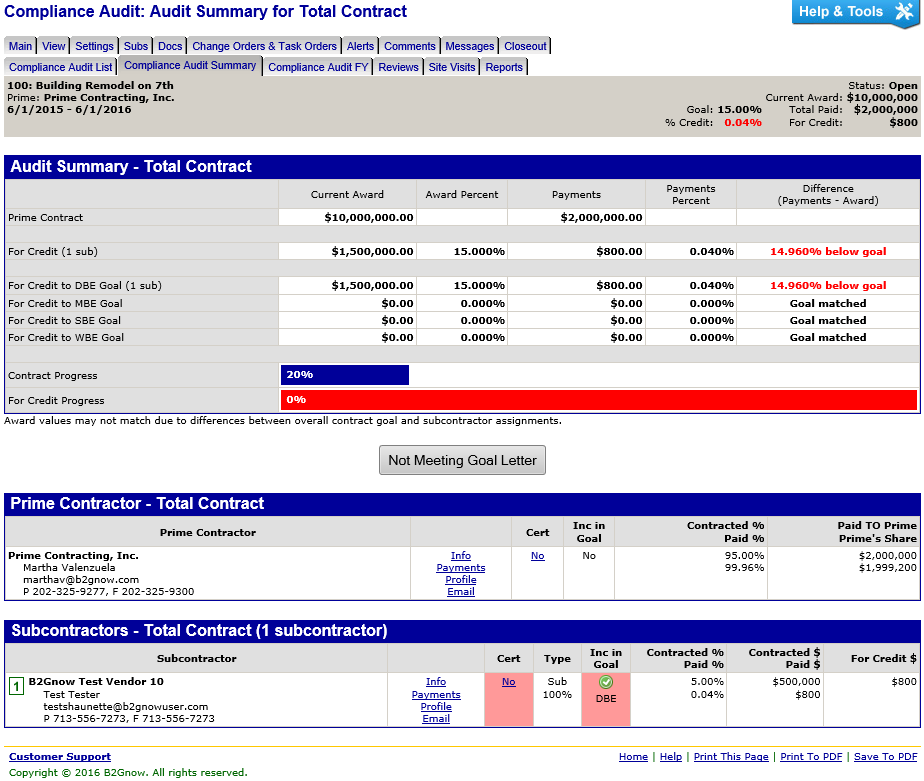 Compliance Audit: Audit Summary for Total Contract
Help & Tools
Main View Settings Subs Docs Change Orders & Task Orders Alerts Comments Messages Closeout
Compliance Audit List Compliance Audit Summary Compliance Audit FY Reviews Site Visits Reports
100: Building Remodel on 7th Status: Open
Prime: Prime Contracting, Inc. Current Award: $10,000,000
6/1/2015 - 6/1/2016 Goal: 15.00% Total Paid: $2,000,000
% Credit: 0.04% For Credit: $800
Audit Summary - Total Contract
Current Award Award Percent Payments Payments Percent Difference (Payments - Award)
Prime Contract $10,000,000.00 $2,000,000.00
For Credit (1 sub) $1,500,000.00 15.000% $800.00 0.040% 14.960% below goal
For Credit to DBE Goal (1 sub) $1,500,000.00 15.000% $800.00 0.040% 14.960% below goal
For Credit to MBE Goal $0.00 0.000% $0.00 0.000% Goal matched
For Credit to SBE Goal $0.00 0.000% $0.00 0.000% Goal matched
For Credit to WBE Goal $0.00 0.000% $0.00 0.000% Goal matched
Contract Progress 20%
For Credit Progress 0%
Award values may not match due to differences between overall contract goal and subcontractor assignments.
Not Meeting Goal Letter
Prime Contractor - Total Contract
Prime Contractor Cert Inc in Goal Contracted % Paid % Paid TO Prime Prime's Share
Prime Contracting, Inc. Info No No 95.00% $2,000,000
Martha Valenzuela Payments 99.96% $1,999,200
marthav@b2gnow.com Profile
P 202-325-9277, F 202-325-9300 Email
Subcontractors - Total Contract (1 subcontractor)
Subcontractor Cert Type Inc in Goal Contracted % Paid % Contracted $ Paid $ For Credit $
1 B2Gnow Test Vendor 10 Info No Sub 5.00% $500,000 $800
Test Tester Payments 100% DBE 0.04% $800
testshaunette@b2gnowuser.com Profile
P 713-556-7273, F 713-556-7273 Email
Customer Support Home | Help | Print This Page | Print To PDF | Save To PDF
Copyright © 2016 B2Gnow. All rights reserved.